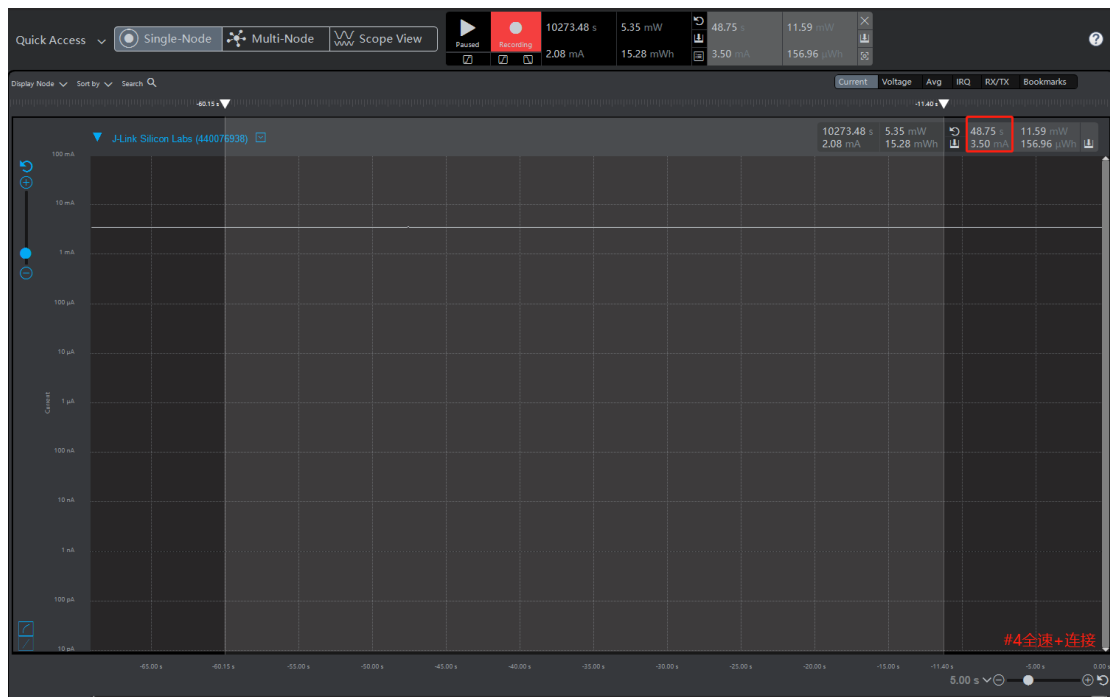 Quick Access
Single-Node
Multi-Node
Scope View
Paused
Recording
10273.48 s
5.35 mW
2.08 mA
15.28 mWh
48.75 s
11.59 mW
3.50 mA
156.96 µWh
Display Node
Sort by
Search
Current
Voltage
Avg
IRQ
RX/TX
Bookmarks
-60.15 s
-11.40 s
J-Link Silicon Labs (440076938)
10273.48 s
5.35 mW
2.08 mA
15.28 mWh
48.75 s
11.59 mW
3.50 mA
156.96 µWh
100 mA
10 mA
1 mA
100 µA
10 µA
1 µA
100 nA
10 nA
1 nA
100 pA
10 pA
Current
#4全速+连接
-65.00 s
-60.15 s
-55.00 s
-50.00 s
-45.00 s
-40.00 s
-35.00 s
-30.00 s
-25.00 s
-20.00 s
-15.00 s
-11.40 s
-5.00 s
0.00 s
5.00 s